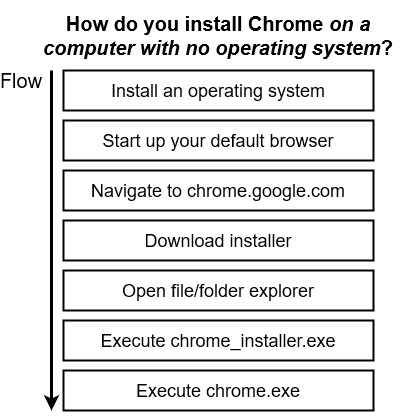 How do you install Chrome on a
computer with no operating system?
Flow
Install an operating system
Start up your default browser
Navigate to chrome.google.com
Download installer
Open file/folder explorer
Execute chrome_installer.exe
Execute chrome.exe